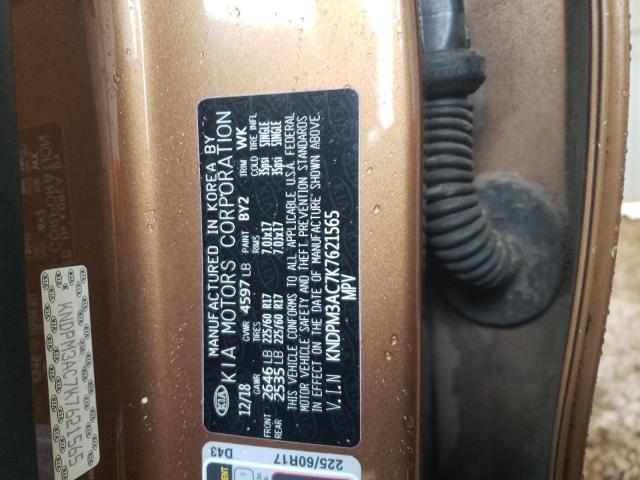 KIA
MANUFACTURED IN KOREA BY
KIA MOTORS CORPORATION
12/18 GVWR 4597 LB PAINT BY2 TRIM WK
GAWR TIRES RIMS COLD TIRE INFL
FRONT 2646 LB 225/60 R17 7.0Jx17 35psi SINGLE
REAR 2535 LB 225/60 R17 7.0Jx17 35psi SINGLE
THIS VEHICLE CONFORMS TO ALL APPLICABLE U.S.A. FEDERAL
MOTOR VEHICLE SAFETY AND THEFT PREVENTION STANDARDS
IN EFFECT ON THE DATE OF MANUFACTURE SHOWN ABOVE.
V.I.N KNDPM3AC7K7621565
MPV
225/60R17
D43
KNDPM3AC7K7621565